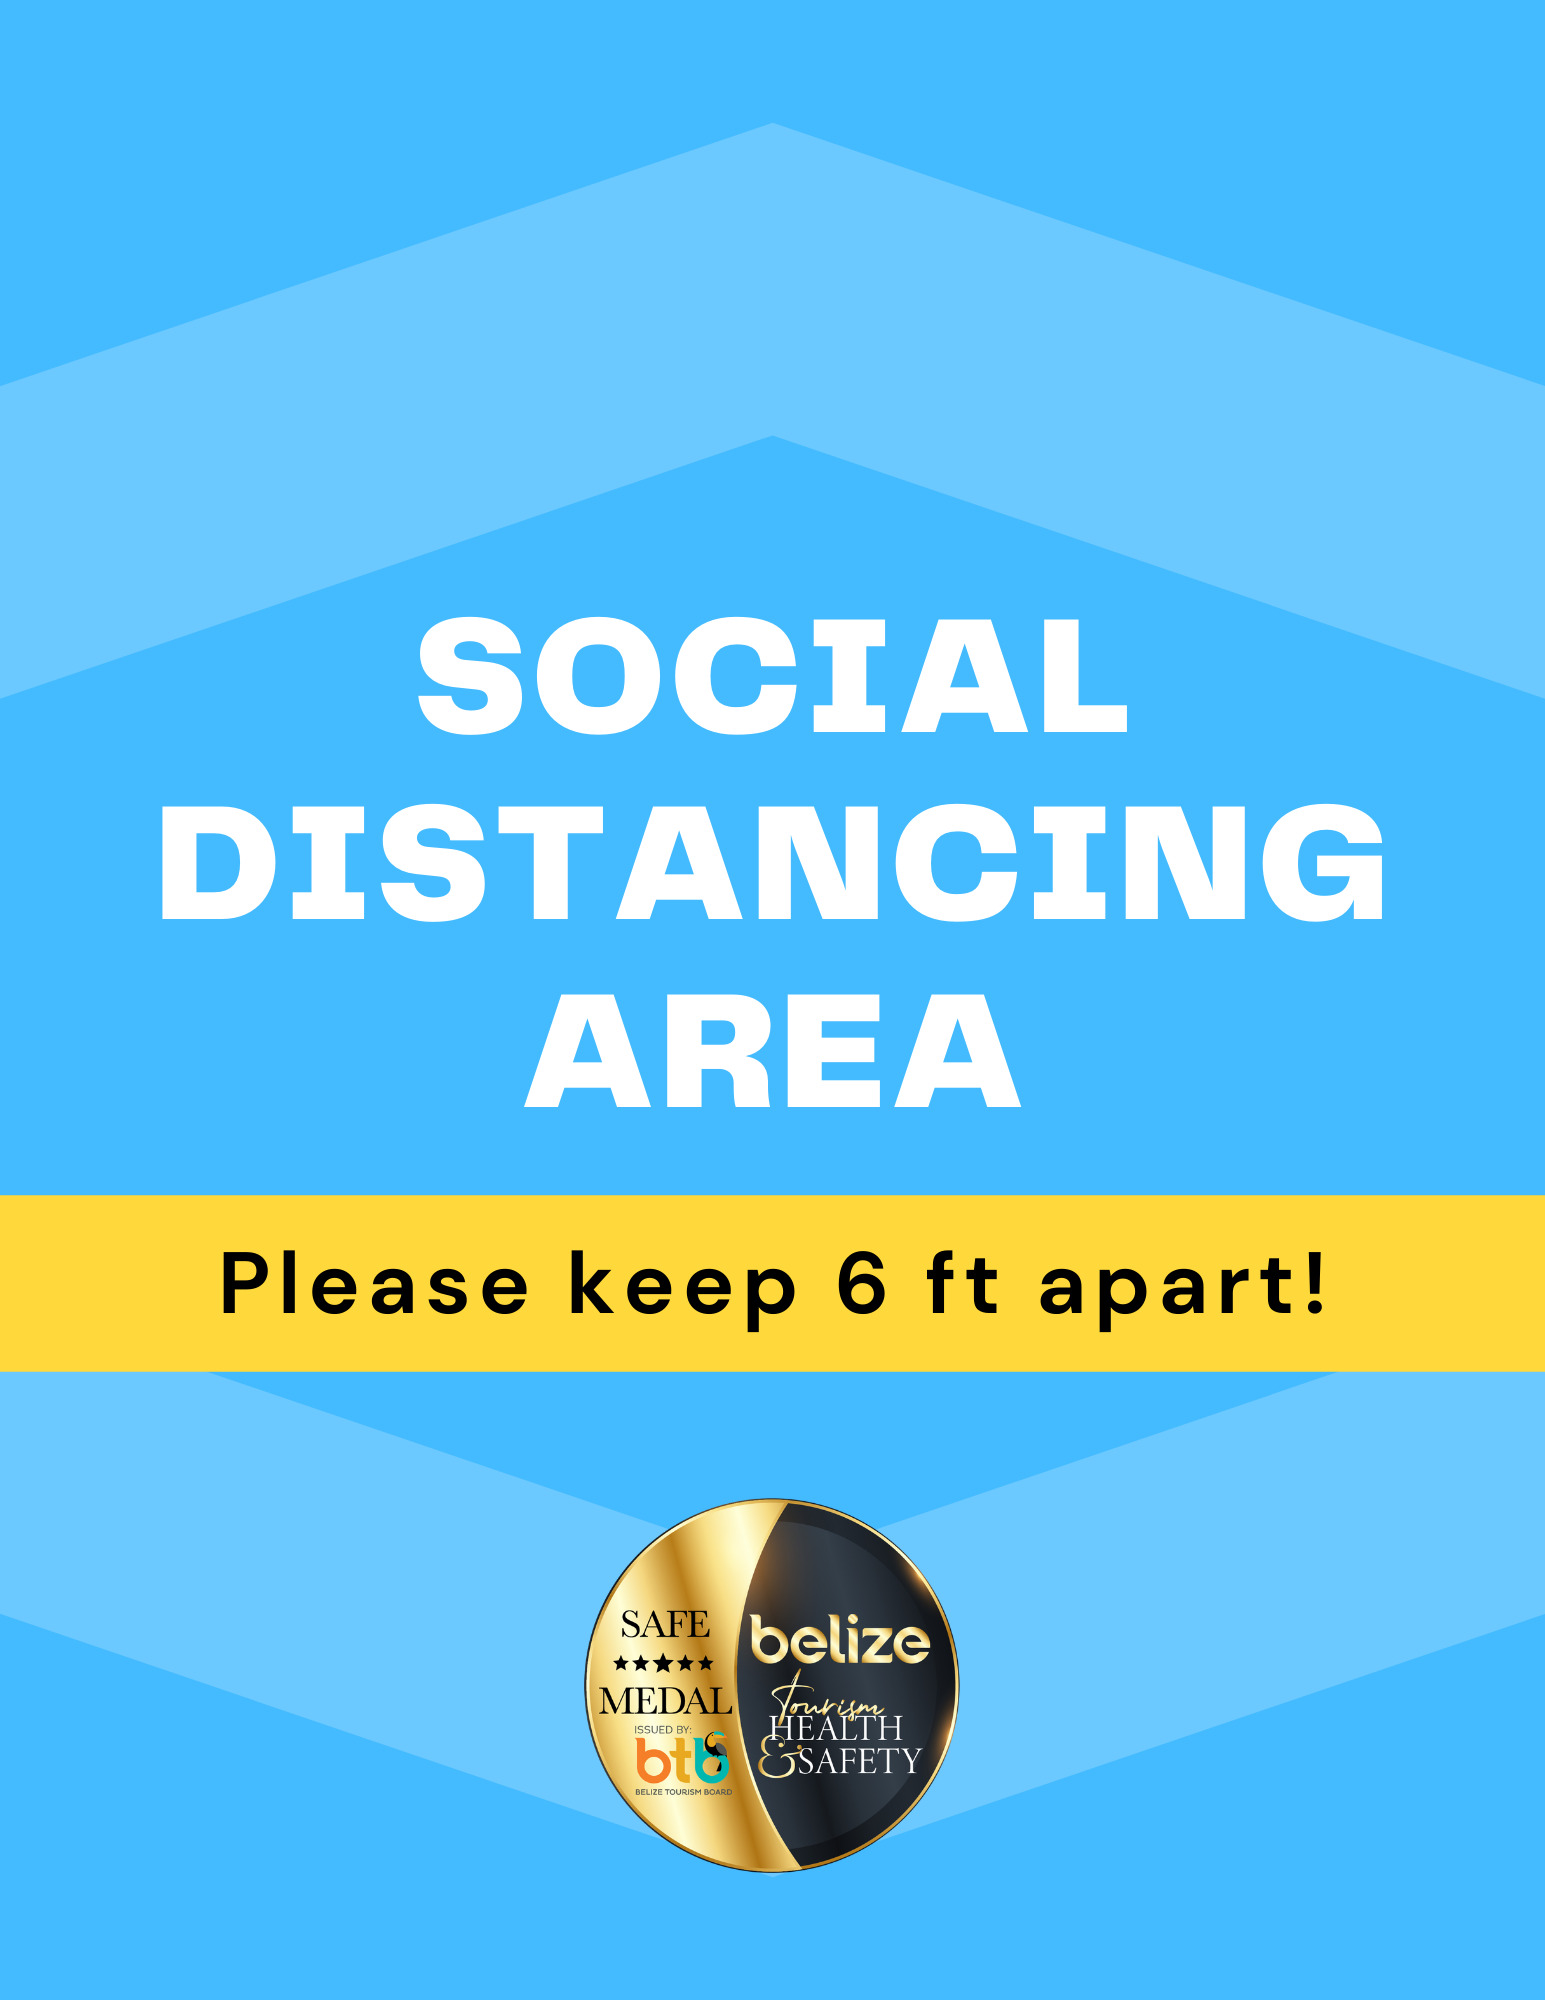 SOCIAL
DISTANCING
AREA
Please keep 6 ft apart!
SAFE
MEDAL
ISSUED BY:
btb
BELIZE TOURISM BOARD
belize
Tourism
HEALTH
&SAFETY